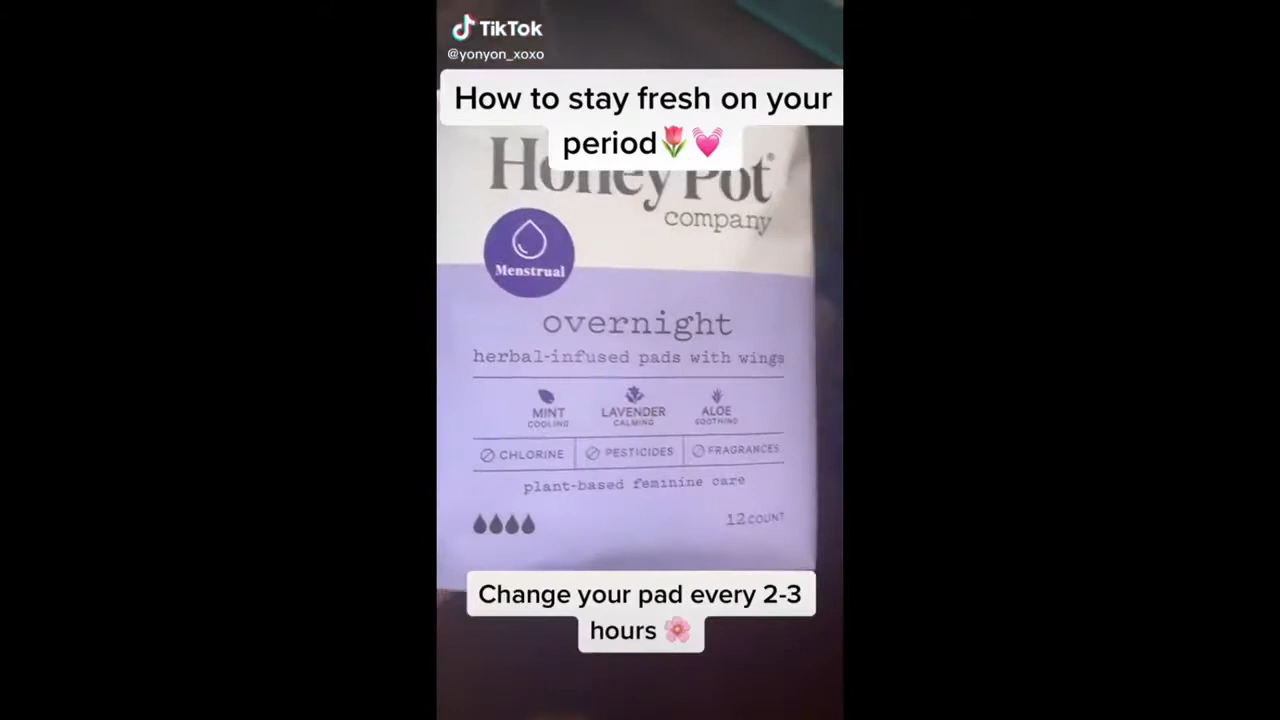 TikTok
@yonyon_xoxo
How to stay fresh on your
period🌷💓
Honey Pot®
company
Menstrual
overnight
herbal-infused pads with wings
MINT LAVENDER ALOE
COOLING CALMING SOOTHING
CHLORINE PESTICIDES FRAGRANCES
plant-based feminine care
12 COUNT
Change your pad every 2-3
hours 🌸